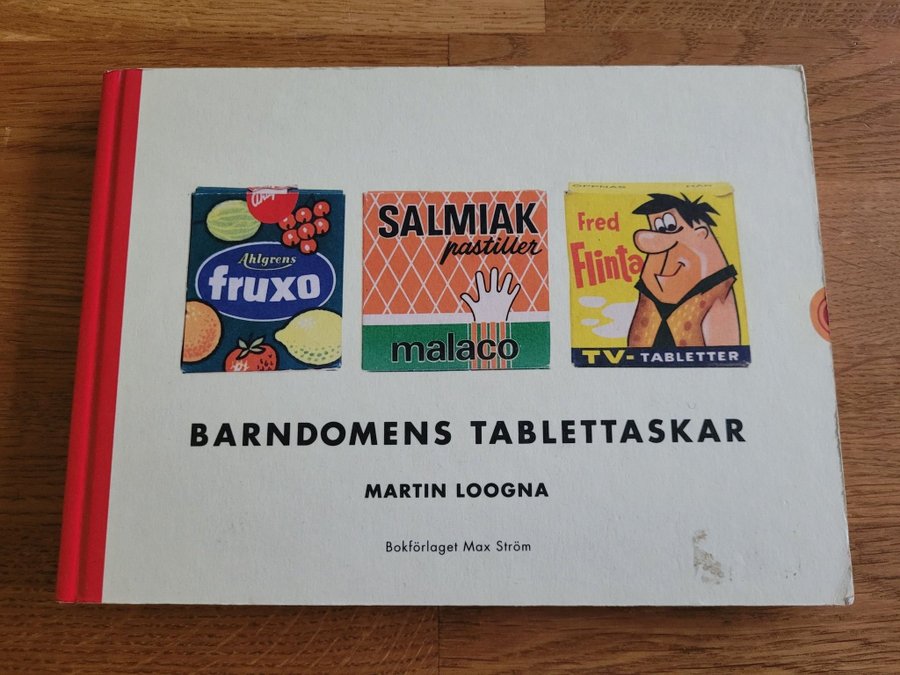 Ahlgrens
fruxo
SALMIAK
pastiller
malaco
Fred
Flinta
TV-TABLETTER
BARNDOMENS TABLETTASKAR
MARTIN LOOGNA
Bokförlaget Max Ström